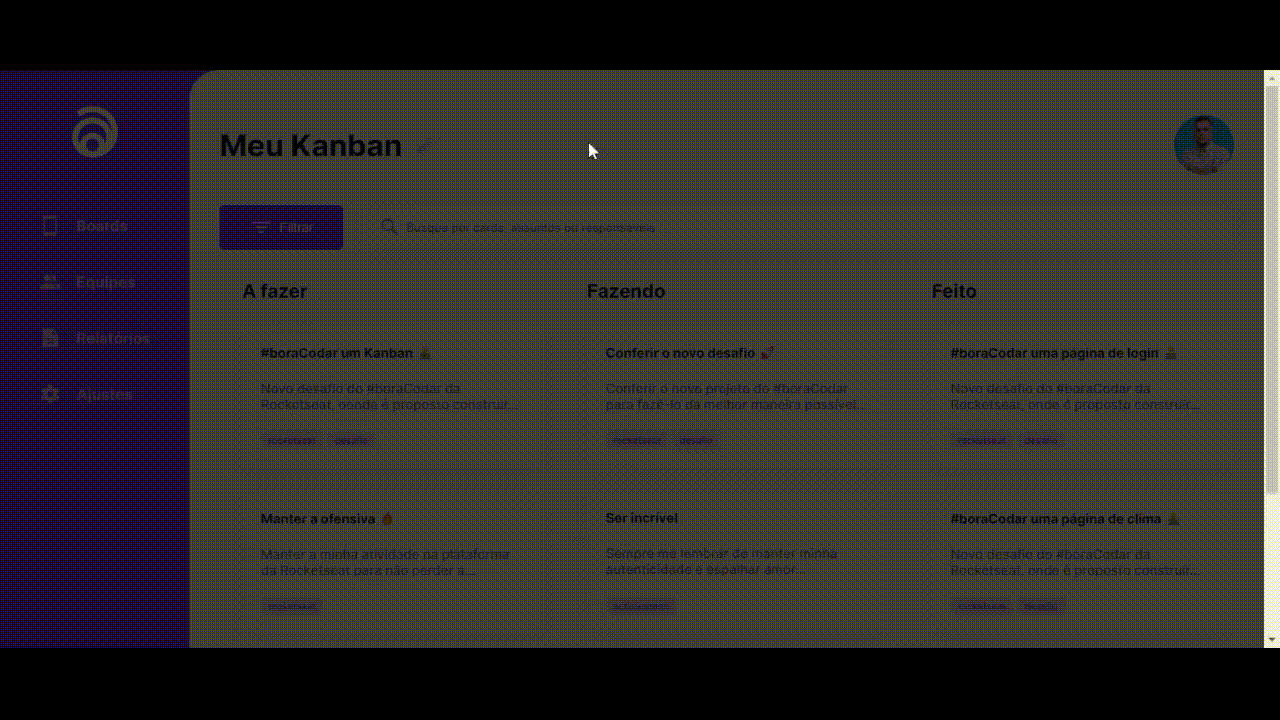 Meu Kanban
Boards
Equipes
Relatórios
Ajustes
Filtrar
Busque por cards, assuntos ou responsáveis
A fazer
#boraCodar um Kanban
Novo desafio do #boraCodar da
Rocketseat, oonde é proposto construir...
rocketseat desafio
Manter a ofensiva
Manter a minha atividade na plataforma
da Rocketseat para não perder a...
rocketseat
Fazendo
Conferir o novo desafio
Conferir o novo projeto do #boraCodar
para fazê-lo da melhor maneira possível...
rocketseat desafio
Ser incrível
Sempre me lembrar de manter minha
autenticidade e espalhar amor...
Feito
#boraCodar uma página de login
Novo desafio do #boraCodar da
Rocketseat, onde é proposto construir...
rocketseat desafio
#boraCodar uma página de clima
Novo desafio do #boraCodar da
Rocketseat, onde é proposto construir...
rocketseat desafio